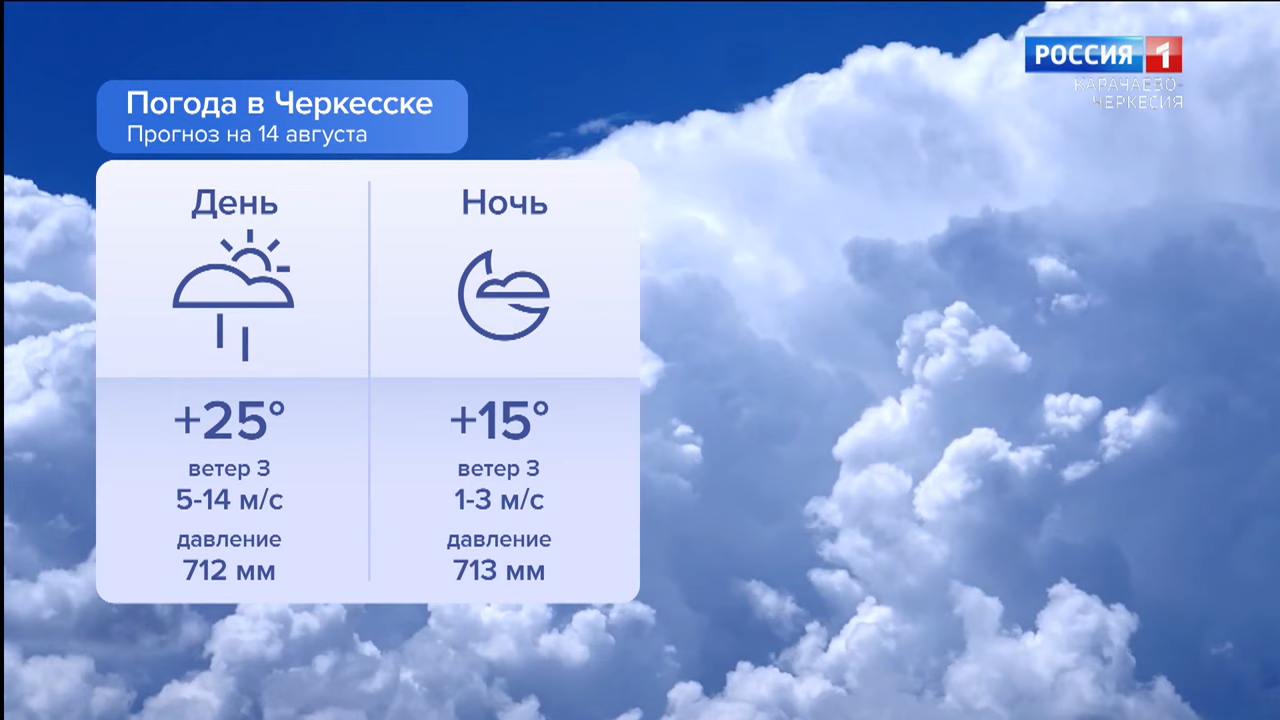 РОССИЯ 1
КАРАЧАЕВО-
ЧЕРКЕСИЯ
Погода в Черкесске
Прогноз на 14 августа
День
Ночь
+25°
+15°
ветер З
ветер З
5-14 м/с
1-3 м/с
давление
давление
712 мм
713 мм